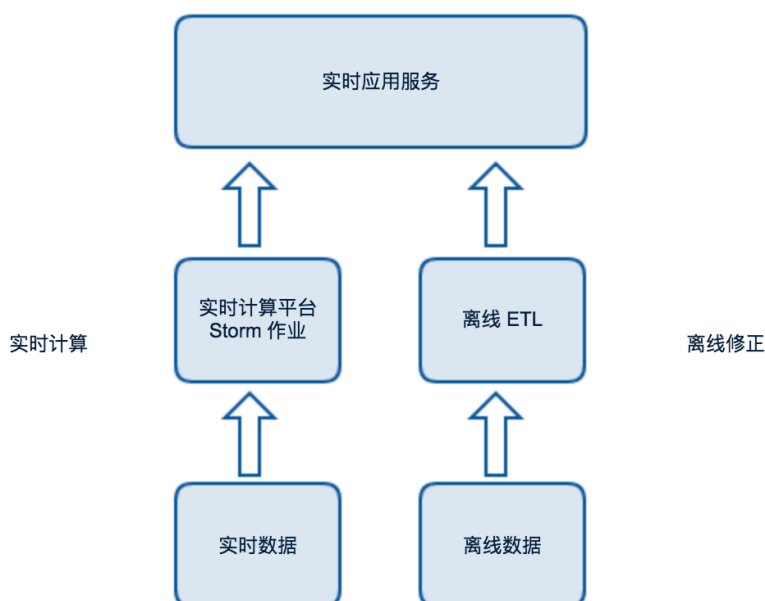 实时应用服务
实时计算平台
Storm 作业
离线 ETL
实时计算
离线修正
实时数据
离线数据